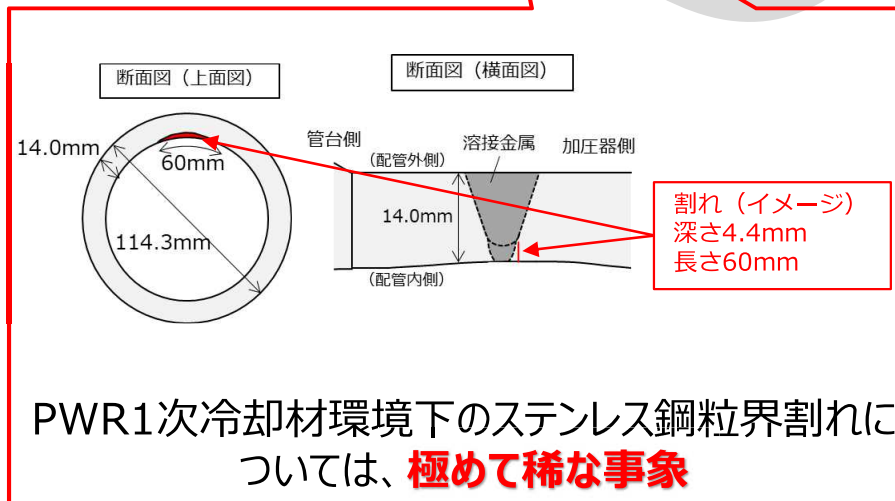 断面図（上面図）
断面図（横面図）
14.0mm
60mm
114.3mm
管台側
（配管外側）
溶接金属
加圧器側
14.0mm
（配管内側）
割れ（イメージ）
深さ4.4mm
長さ60mm
PWR1次冷却材環境下のステンレス鋼粒界割れに
ついては、極めて稀な事象